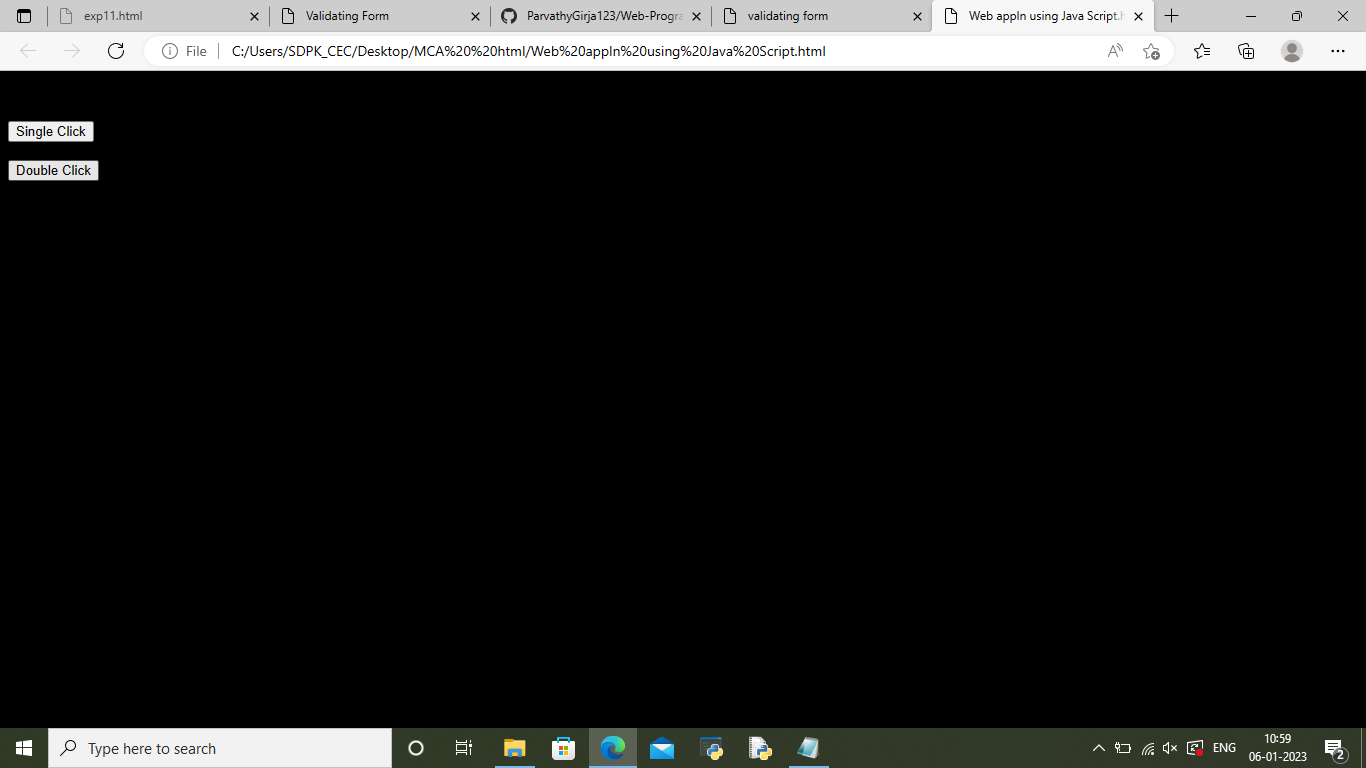 exp11.html
Validating Form
ParvathyGirja123/Web-Progra
validating form
Web appln using Java Script.h
File
C:/Users/SDPK_CEC/Desktop/MCA%20%20html/Web%20appln%20using%20Java%20Script.html
Single Click
Double Click
Type here to search
ENG
10:59
06-01-2023
2